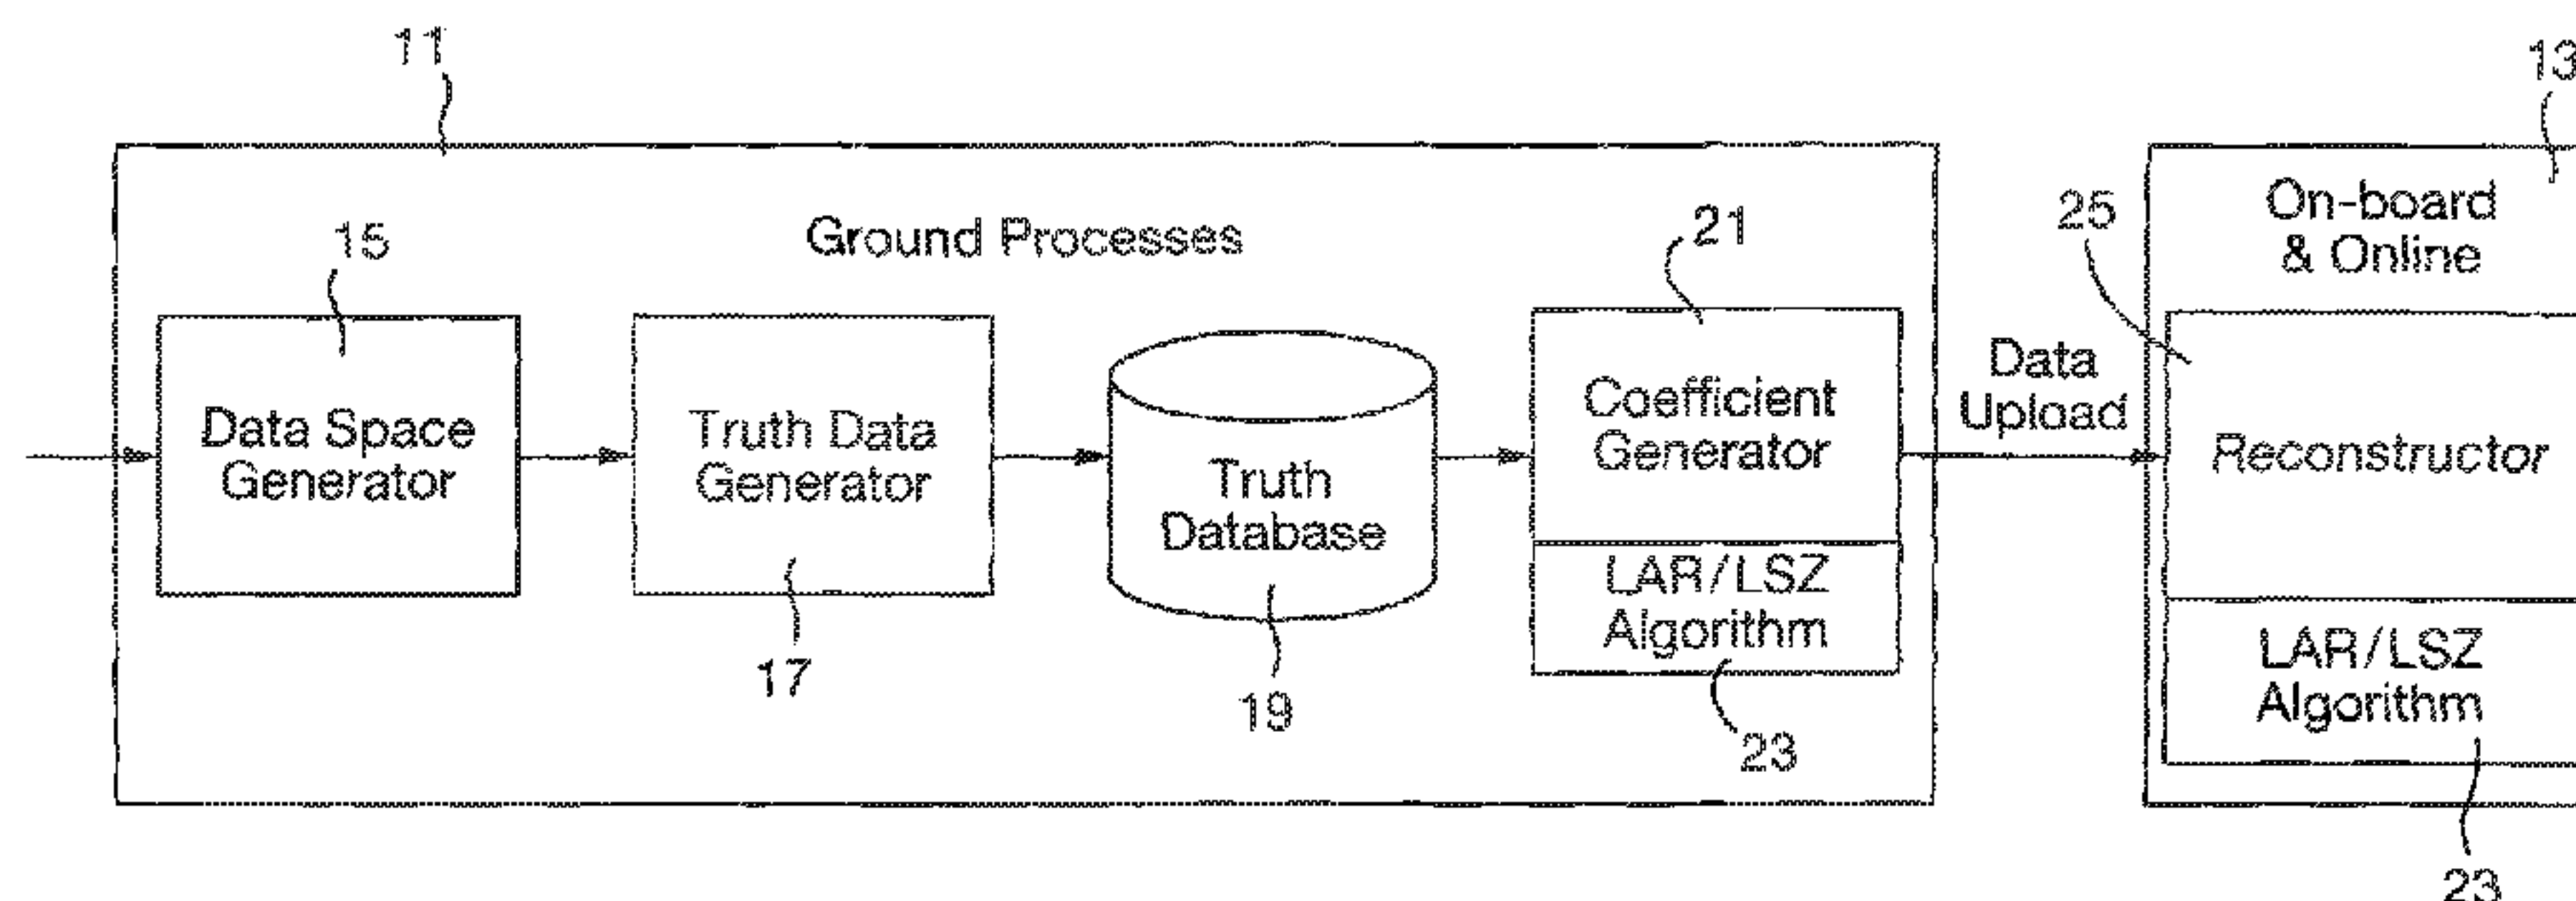 11
13
Ground Processes
On-board
& Online
15
21
25
Data Space
Generator
Truth Data
Generator
Truth
Database
Coefficient
Generator
LAR/LSZ
Algorithm
Data
Upload
Reconstructor
LAR/LSZ
Algorithm
17
19
23
23